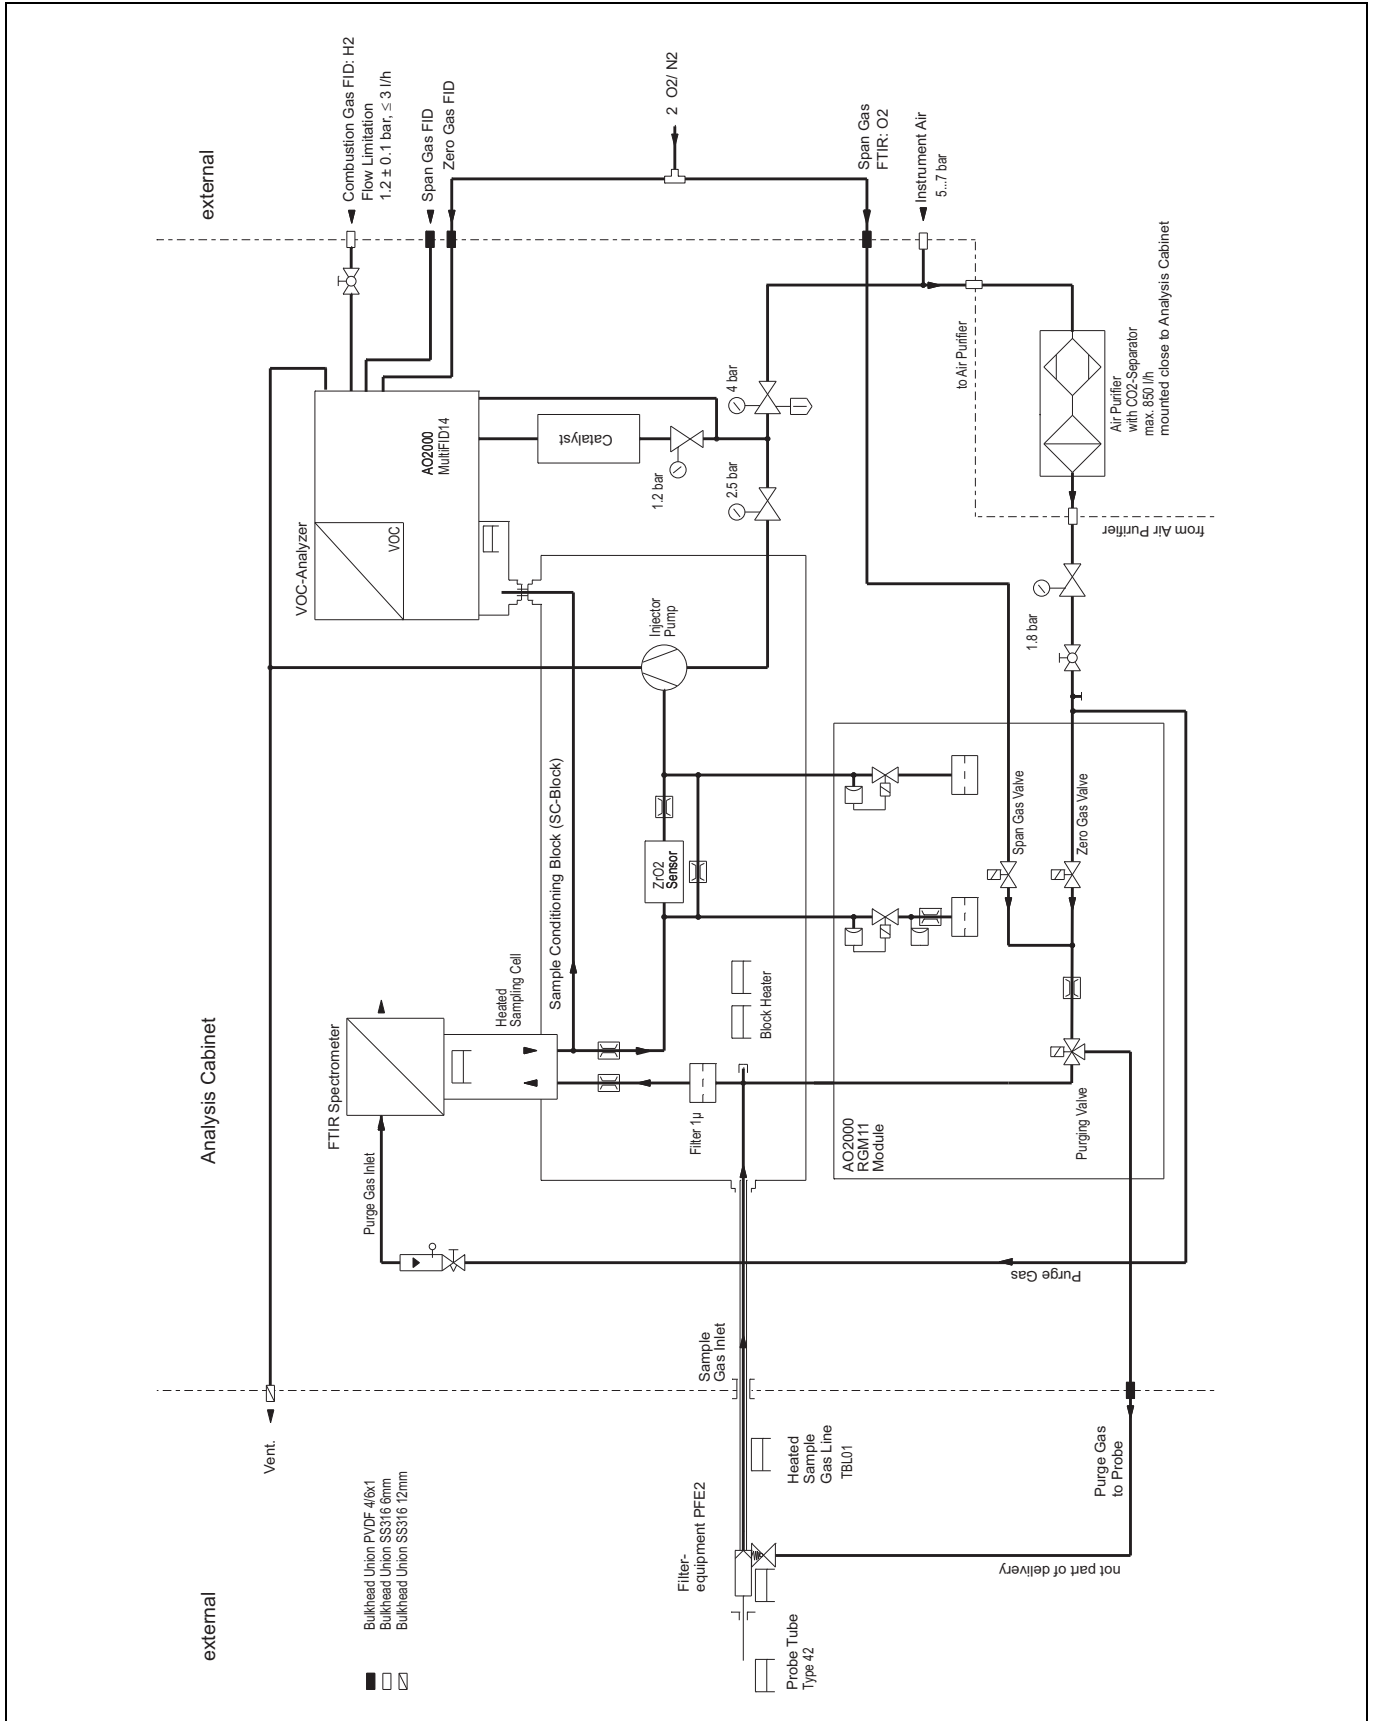 external
Analysis Cabinet
external
Combustion Gas FID: H2
Flow Limitation
1.2 ± 0.1 bar, ≤ 3 l/h
Span Gas FID
Zero Gas FID
2 O2/ N2
Span Gas
FTIR: O2
Instrument Air
5...7 bar
to Air Purifier
Air Purifier
with CO2-Separator
max. 850 l/h
mounted close to Analysis Cabinet
from Air Purifier
VOC-Analyzer
VOC
AO2000
MultiFID14
Catalyst
1.2 bar
4 bar
2.5 bar
1.8 bar
Injector
Pump
Sample Conditioning Block (SC-Block)
ZrO2
Sensor
Span Gas Valve
Zero Gas Valve
Heated
Sampling Cell
FTIR Spectrometer
Block Heater
Filter 1µ
Purge Gas Inlet
AO2000
RGM11
Module
Purging Valve
Purge Gas
Sample
Gas Inlet
Vent.
Heated
Sample
Gas Line
TBL01
Purge Gas
to Probe
Filter-
equipment PFE2
not part of delivery
Probe Tube
Type 42
Bulkhead Union PVDF 4/6x1
Bulkhead Union SS316 6mm
Bulkhead Union SS316 12mm